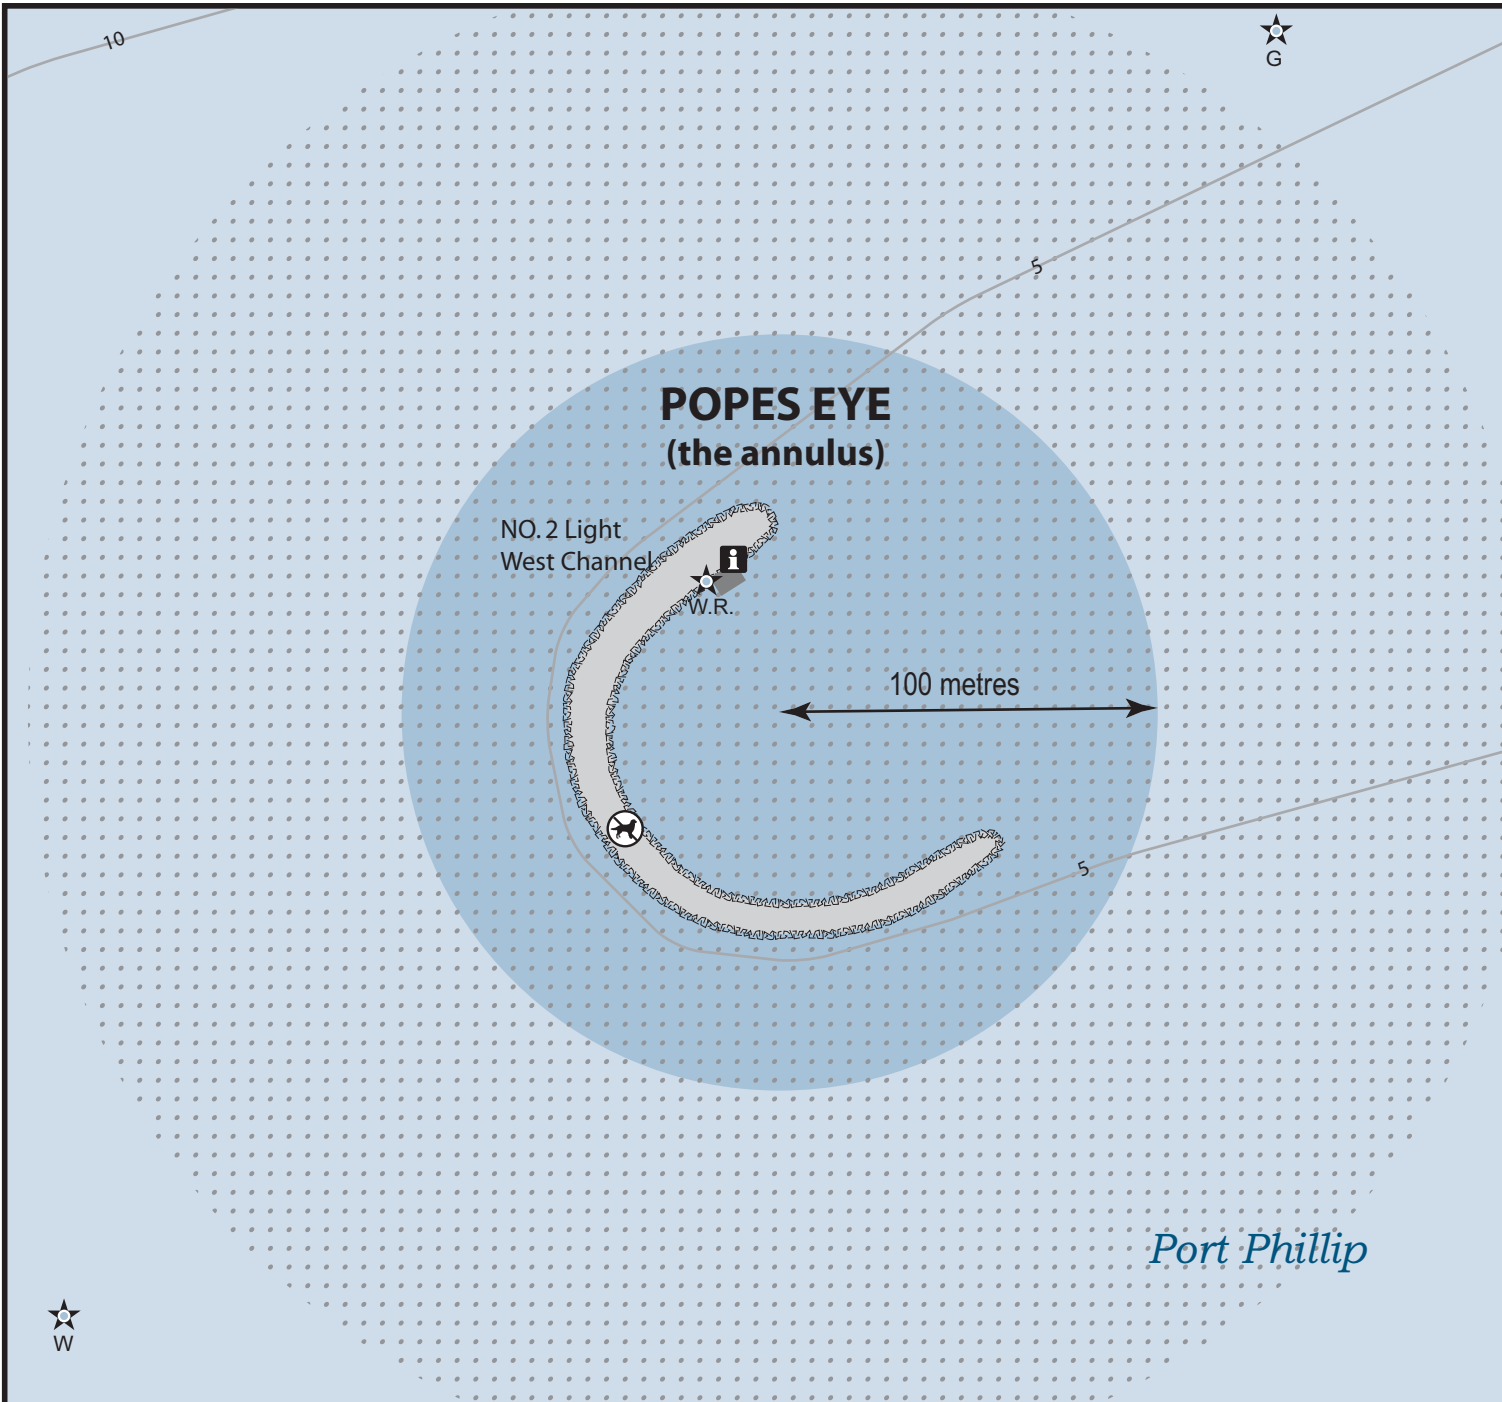 10
G
5
POPES EYE
(the annulus)
NO. 2 Light
West Channel
i
W.R.
100 metres
5
Port Phillip
W